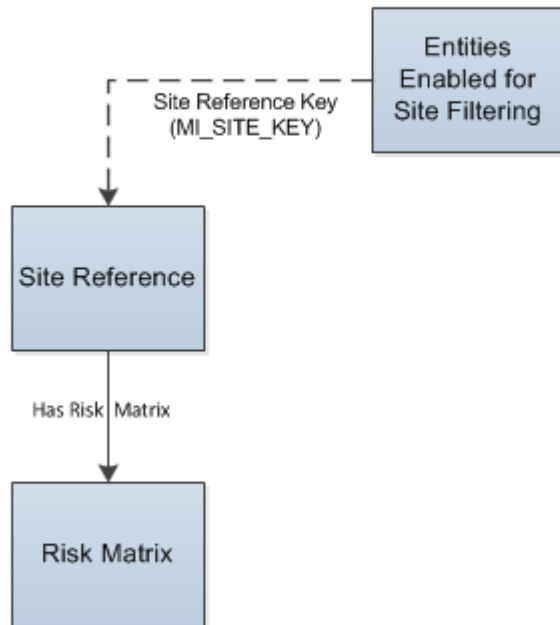 Entities
Enabled for
Site Filtering
Site Reference Key
(MI_SITE_KEY)
Site Reference
Has Risk Matrix
Risk Matrix